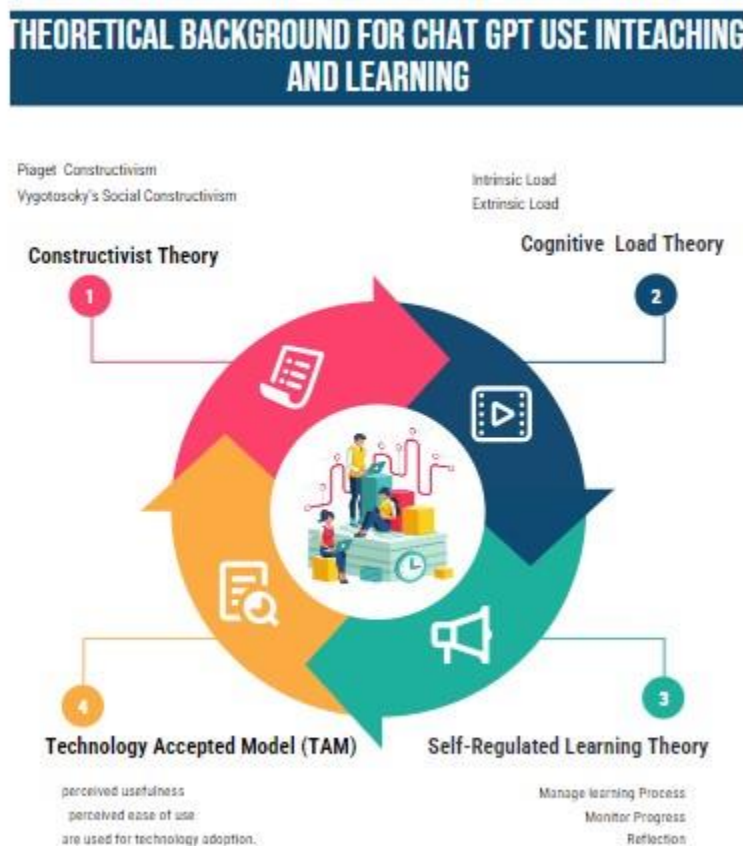 THEORETICAL BACKGROUND FOR CHAT GPT USE INTEACHING
AND LEARNING
Piaget Constructivism
Vygotosoky's Social Constructivism
Constructivist Theory
1
Intrinsic Load
Extrinsic Load
Cognitive Load Theory
2
4
Technology Accepted Model (TAM)
perceived usefulness
perceived ease of use
are used for technology adoption.
3
Self-Regulated Learning Theory
Manage learning Process
Monitor Progress
Reflection